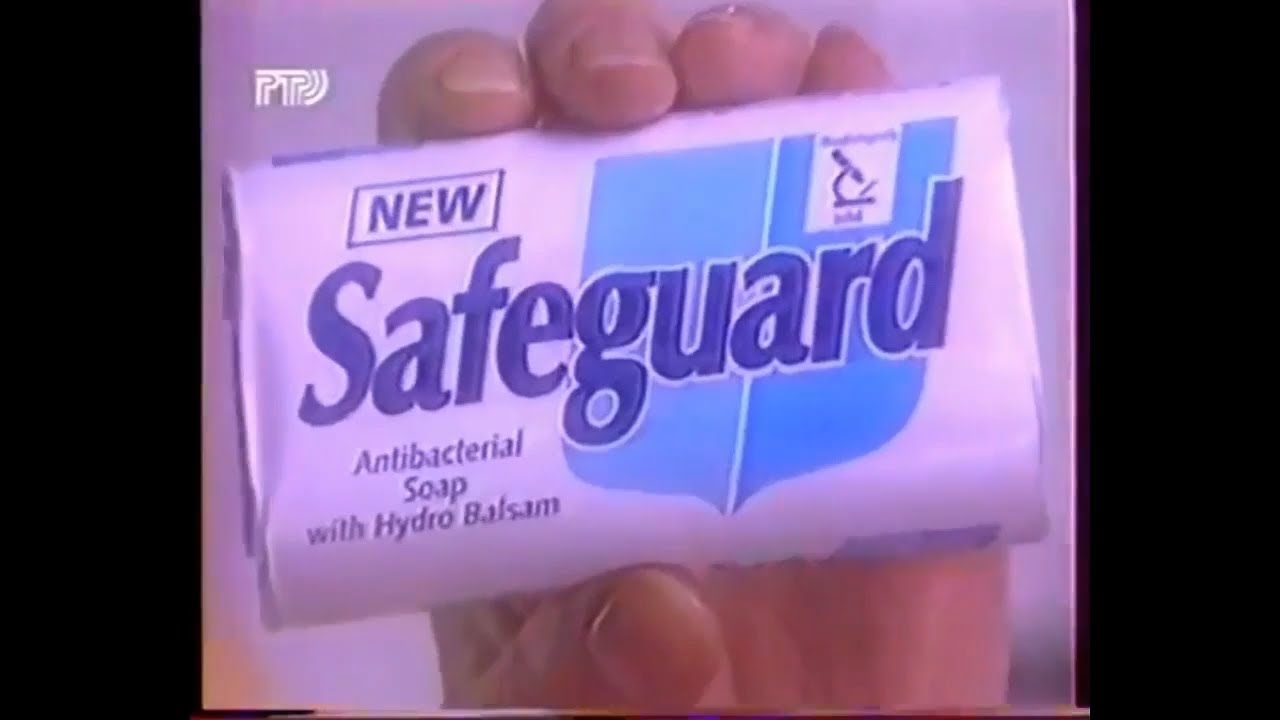 РТР
NEW
Safeguard
Antibacterial
Soap
with Hydro Balsam